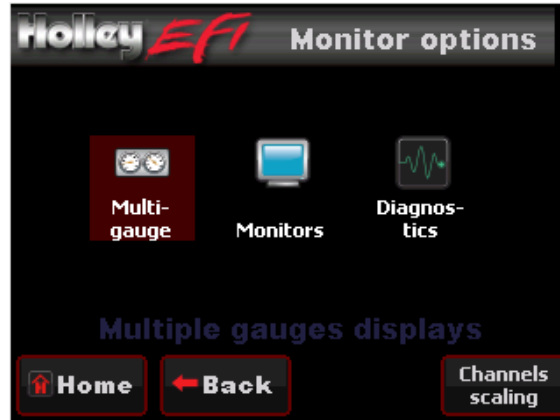 Holley EFI Monitor options
Multi-
gauge
Monitors
Diagnos-
tics
Multiple gauges displays
Home
Back
Channels
scaling